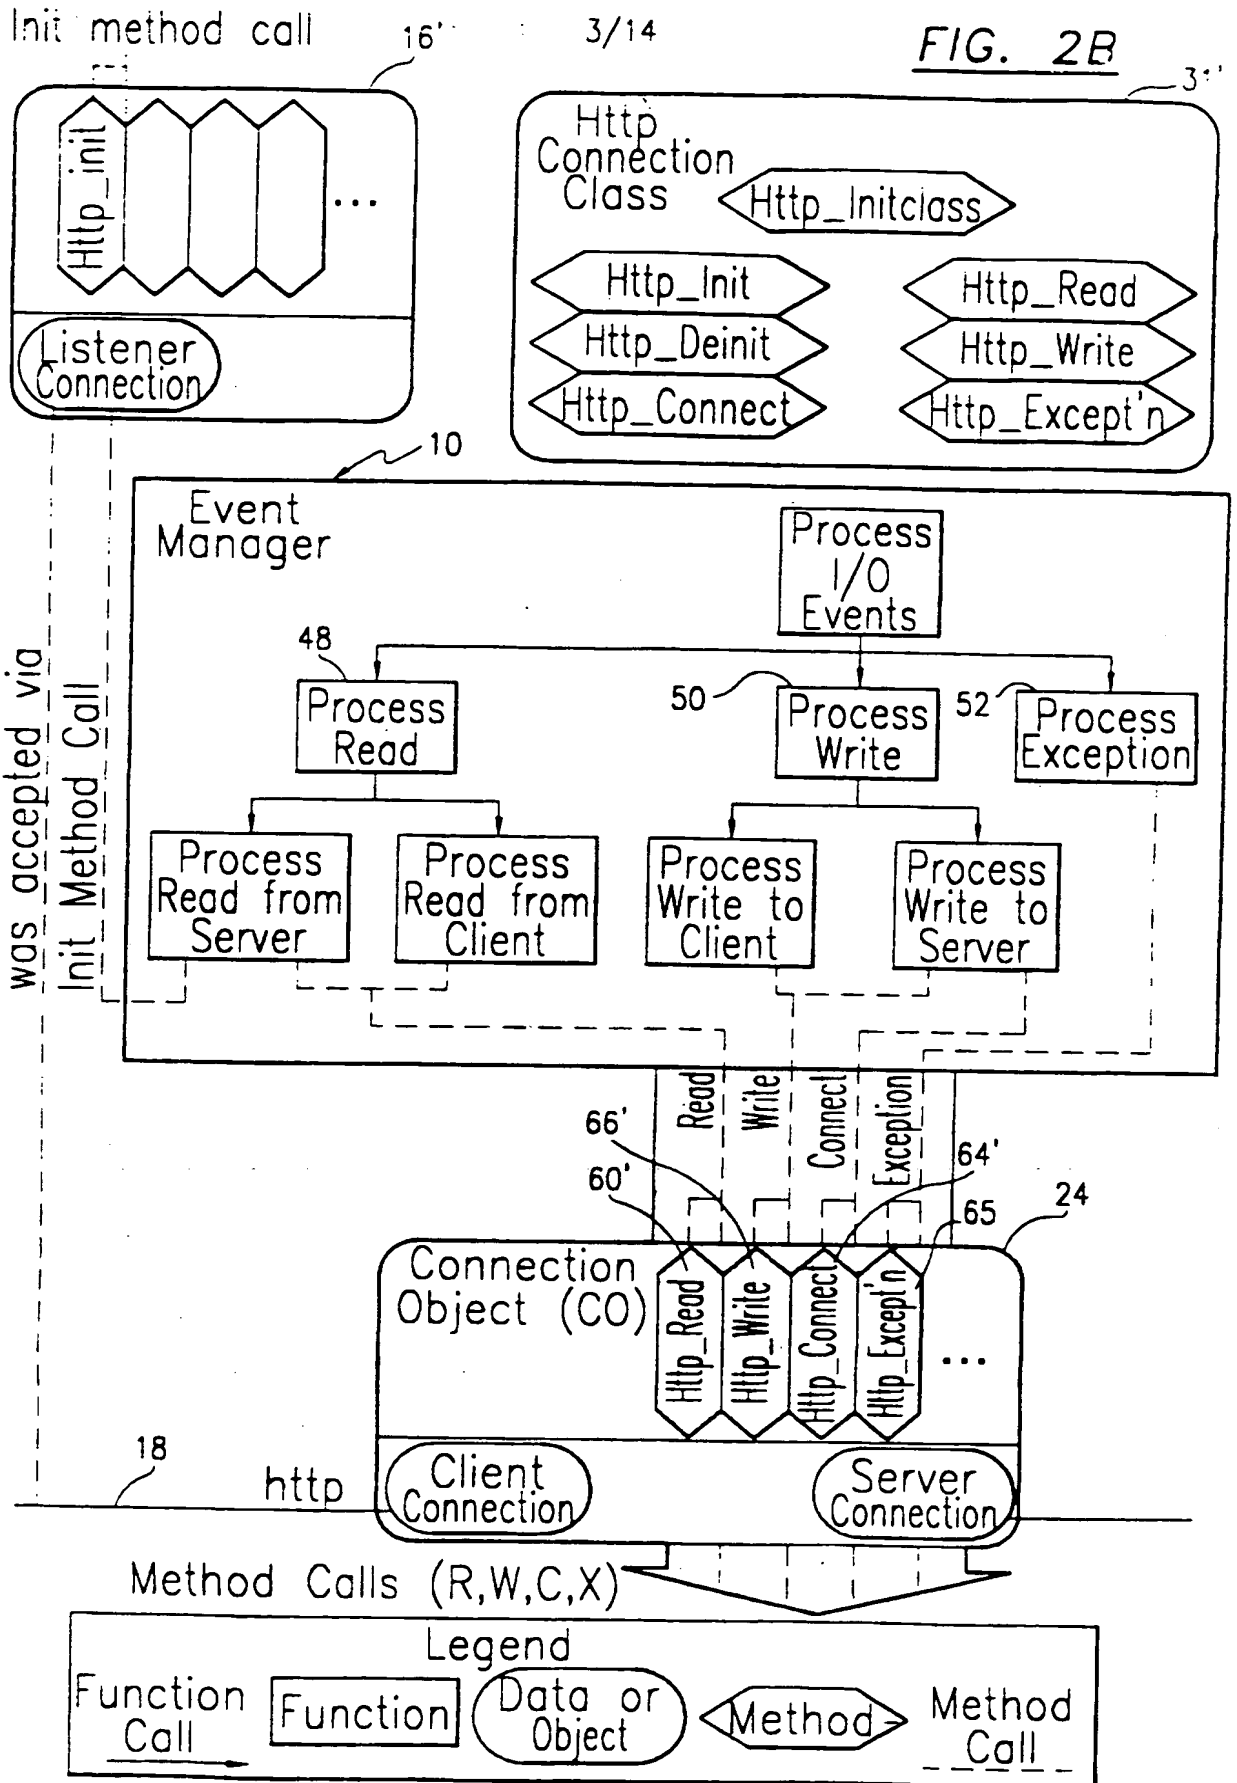 Init method call
16'
3/14
FIG. 2B
31'
Http_init
...
Listener
Connection
Http
Connection
Class
Http_Initclass
Http_Init
Http_Deinit
Http_Connect
Http_Read
Http_Write
Http_Except'n
10
Event
Manager
Process
I/O
Events
48
Process
Read
50
Process
Write
52
Process
Exception
Process
Read from
Server
Process
Read from
Client
Process
Write to
Client
Process
Write to
Server
was accepted via
Init Method Call
Read
Write
Connect
Exception
66'
60'
64'
65
24
Connection
Object (CO)
Http_Read
Http_Write
Http_Connect
Http_Except'n
...
18
http
Client
Connection
Server
Connection
Method Calls (R,W,C,X)
Legend
Function
Call
Function
Data or
Object
Method
Method
Call